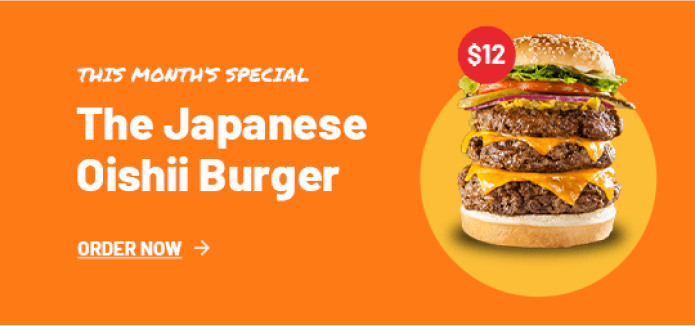 THIS MONTH'S SPECIAL
The Japanese
Oishii Burger
ORDER NOW →
$12